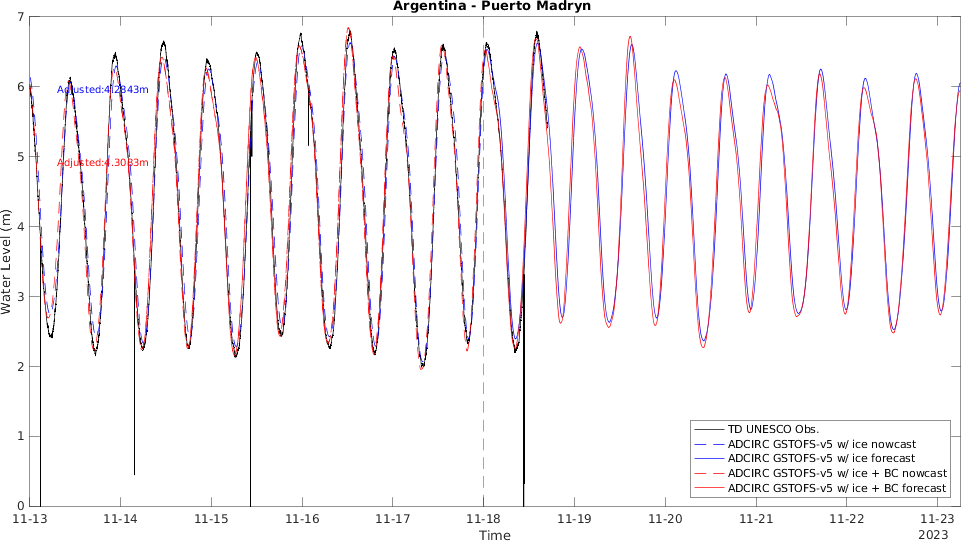 Argentina - Puerto Madryn
7
6
5
4
3
2
1
0
Water Level (m)
Adjusted:4.2843m
Adjusted:4.3033m
TD UNESCO Obs.
ADCIRC GSTOFS-v5 w/ ice nowcast
ADCIRC GSTOFS-v5 w/ ice forecast
ADCIRC GSTOFS-v5 w/ ice + BC nowcast
ADCIRC GSTOFS-v5 w/ ice + BC forecast
11-13 11-14 11-15 11-16 11-17 11-18 11-19 11-20 11-21 11-22 11-23
Time
2023